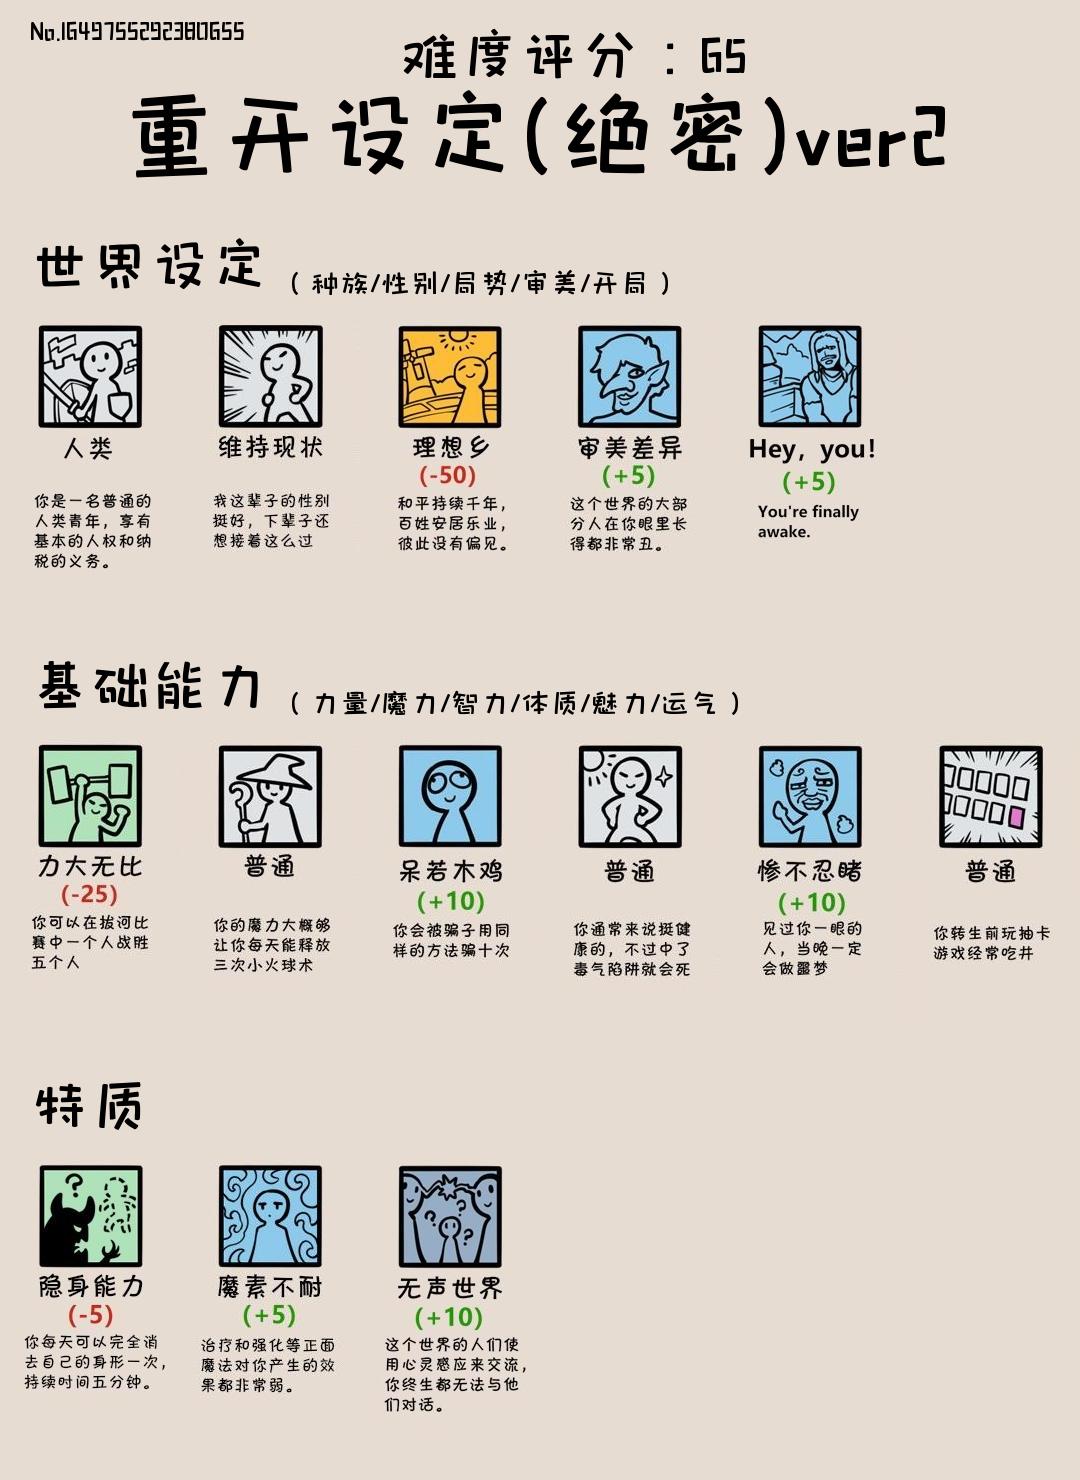 No.1649755292380655
难度评分：65
重开设定(绝密)ver2
世界设定 ( 种族/性别/局势/审美/开局 )
人类 维持现状 理想乡 审美差异 Hey, you!
(-50) (+5) (+5)
你是一名普通的
人类青年，享有
基本的人权和纳
税的义务。
我这辈子的性别
挺好，下辈子还
想接着这么过
和平持续千年，
百姓安居乐业，
彼此没有偏见。
这个世界的大部
分人在你眼里长
得都非常丑。
You're finally
awake.
基础能力 ( 力量/魔力/智力/体质/魅力/运气 )
力大无比 普通 呆若木鸡 普通 惨不忍睹 普通
(-25) (+10) (+10)
你可以在拔河比
赛中一个人战胜
五个人
你的魔力大概够
让你每天能释放
三次小火球术
你会被骗子用同
样的方法骗十次
你通常来说挺健
康的，不过中了
毒气陷阱就会死
见过你一眼的
人，当晚一定
会做噩梦
你转生前玩抽卡
游戏经常吃井
特质
隐身能力 魔素不耐 无声世界
(-5) (+5) (+10)
你每天可以完全消
去自己的身形一次，
持续时间五分钟。
治疗和强化等正面
魔法对你产生的效
果都非常弱。
这个世界的人们使
用心灵感应来交流，
你终生都无法与他
们对话。